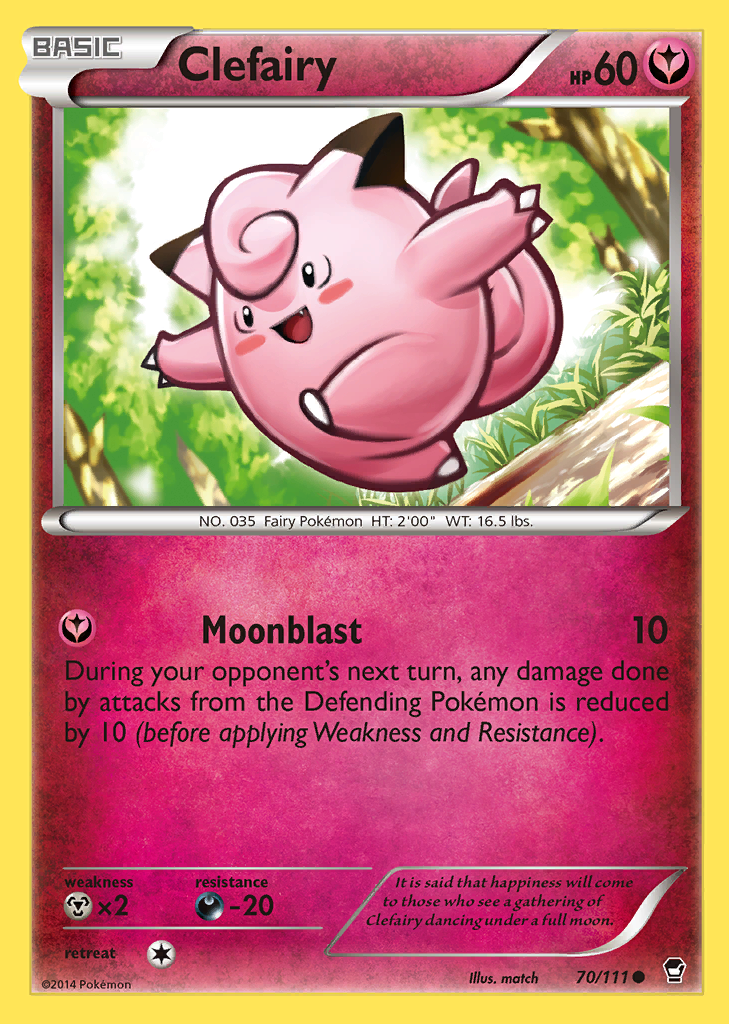 BASIC
Clefairy
HP 60
NO. 035 Fairy Pokémon HT: 2'00" WT: 16.5 lbs.
Moonblast 10
During your opponent's next turn, any damage done
by attacks from the Defending Pokémon is reduced
by 10 (before applying Weakness and Resistance).
weakness
×2
resistance
-20
retreat
It is said that happiness will come
to those who see a gathering of
Clefairy dancing under a full moon.
©2014 Pokémon
Illus. match
70/111